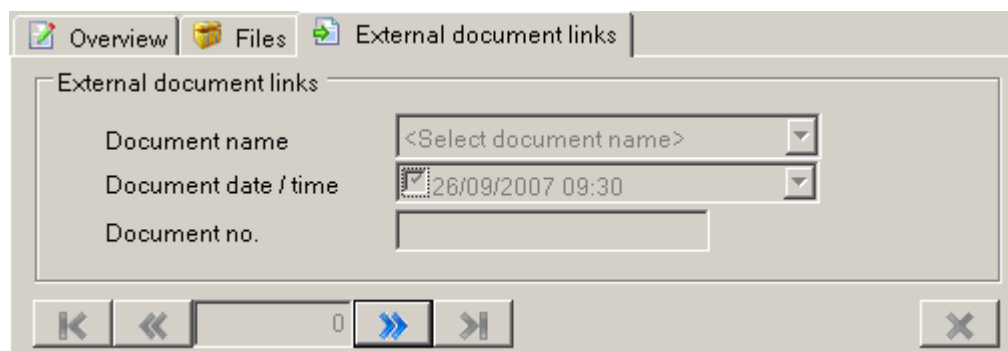 Overview Files External document links
External document links
Document name <Select document name>
Document date / time 26/09/2007 09:30
Document no.
0